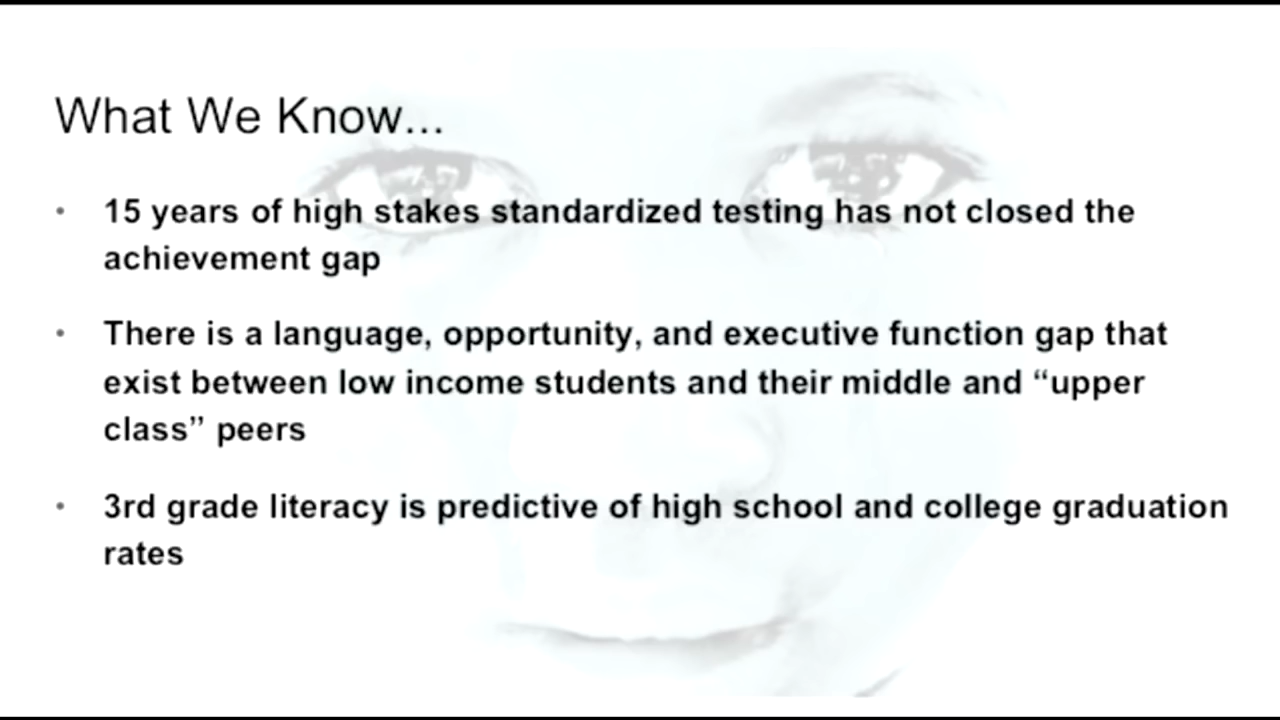 What We Know...
• 15 years of high stakes standardized testing has not closed the
achievement gap
• There is a language, opportunity, and executive function gap that
exist between low income students and their middle and “upper
class” peers
• 3rd grade literacy is predictive of high school and college graduation
rates